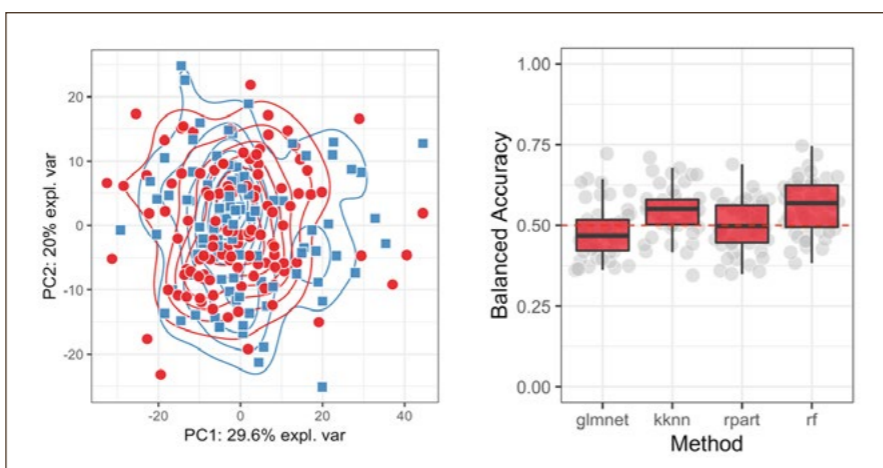 20
10
0
-10
-20
-20
0
20
40
PC2: 20% expl. var
PC1: 29.6% expl. var
1.00
0.75
0.50
0.25
0.00
Balanced Accuracy
glmnet
kknn
rpart
rf
Method